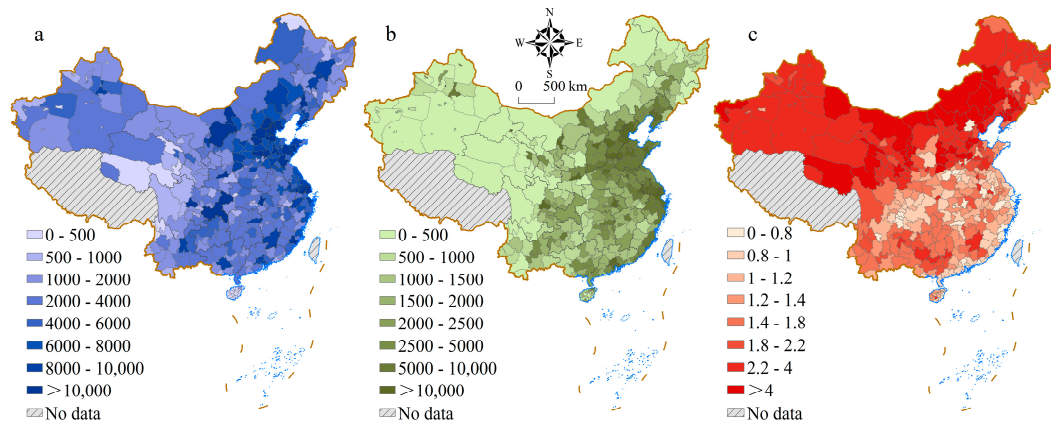 a
0 - 500
500 - 1000
1000 - 2000
2000 - 4000
4000 - 6000
6000 - 8000
8000 - 10,000
>10,000
No data
b
N
W E
S
0 500 km
0 - 500
500 - 1000
1000 - 1500
1500 - 2000
2000 - 2500
2500 - 5000
5000 - 10,000
>10,000
No data
c
0 - 0.8
0.8 - 1
1 - 1.2
1.2 - 1.4
1.4 - 1.8
1.8 - 2.2
2.2 - 4
>4
No data